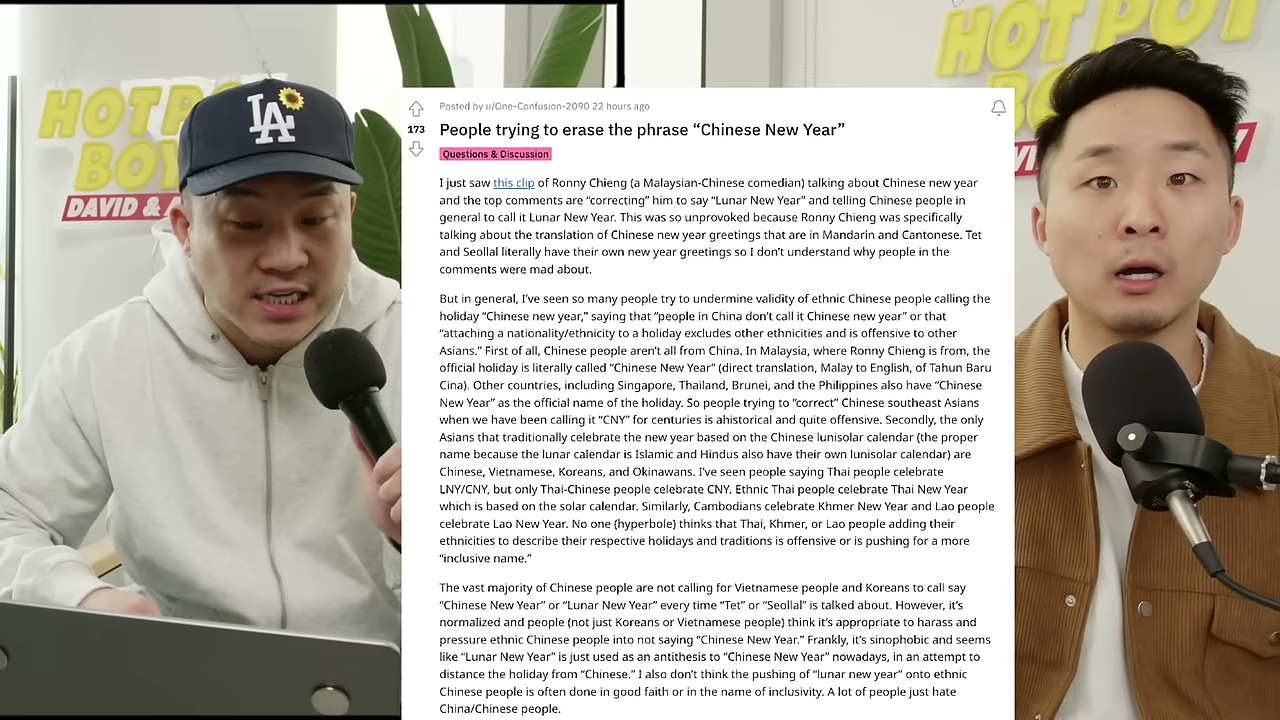 HOT POT
BOY
DAVID & A
LA
HOT POT
BO
Posted by u/One-Confusion-2090 22 hours ago
173
People trying to erase the phrase “Chinese New Year”
Questions & Discussion
I just saw this clip of Ronny Chieng (a Malaysian-Chinese comedian) talking about Chinese new year
and the top comments are “correcting” him to say “Lunar New Year” and telling Chinese people in
general to call it Lunar New Year. This was so unprovoked because Ronny Chieng was specifically
talking about the translation of Chinese new year greetings that are in Mandarin and Cantonese. Tet
and Seollal literally have their own new year greetings so I don’t understand why people in the
comments were mad about.
But in general, I’ve seen so many people try to undermine validity of ethnic Chinese people calling the
holiday “Chinese new year,” saying that “people in China don’t call it Chinese new year” or that
“attaching a nationality/ethnicity to a holiday excludes other ethnicities and is offensive to other
Asians.” First of all, Chinese people aren’t all from China. In Malaysia, where Ronny Chieng is from, the
official holiday is literally called “Chinese New Year” (direct translation, Malay to English, of Tahun Baru
Cina). Other countries, including Singapore, Thailand, Brunei, and the Philippines also have “Chinese
New Year” as the official name of the holiday. So people trying to “correct” Chinese southeast Asians
when we have been calling it “CNY” for centuries is ahistorical and quite offensive. Secondly, the only
Asians that traditionally celebrate the new year based on the Chinese lunisolar calendar (the proper
name because the lunar calendar is Islamic and Hindus also have their own lunisolar calendar) are
Chinese, Vietnamese, Koreans, and Okinawans. I’ve seen people saying Thai people celebrate
LNY/CNY, but only Thai-Chinese people celebrate CNY. Ethnic Thai people celebrate Thai New Year
which is based on the solar calendar. Similarly, Cambodians celebrate Khmer New Year and Lao people
celebrate Lao New Year. No one (hyperbole) thinks that Thai, Khmer, or Lao people adding their
ethnicities to describe their respective holidays and traditions is offensive or is pushing for a more
“inclusive name.”
The vast majority of Chinese people are not calling for Vietnamese people and Koreans to call say
“Chinese New Year” or “Lunar New Year” every time “Tet” or “Seollal” is talked about. However, it’s
normalized and people (not just Koreans or Vietnamese people) think it’s appropriate to harass and
pressure ethnic Chinese people into not saying “Chinese New Year.” Frankly, it’s sinophobic and seems
like “Lunar New Year” is just used as an antithesis to “Chinese New Year” nowadays, in an attempt to
distance the holiday from “Chinese.” I also don’t think the pushing of “lunar new year” onto ethnic
Chinese people is often done in good faith or in the name of inclusivity. A lot of people just hate
China/Chinese people.